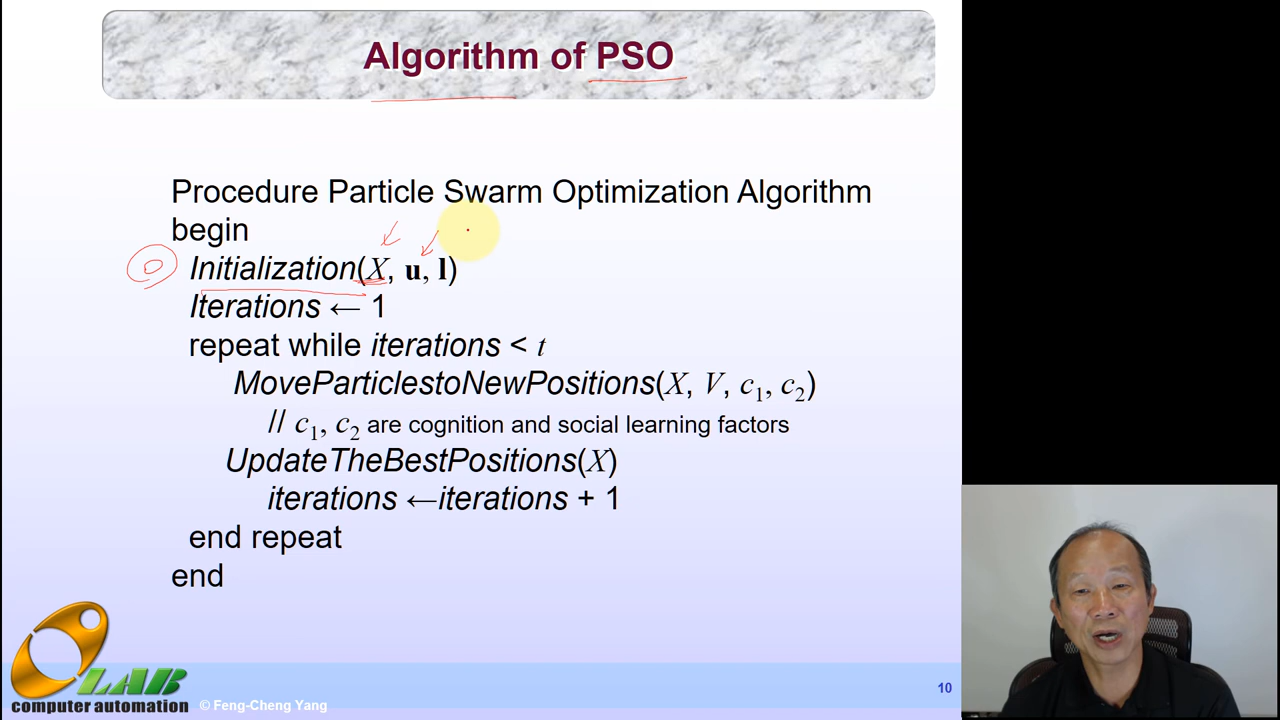 Algorithm of PSO
Procedure Particle Swarm Optimization Algorithm
begin
Initialization(X, u, l)
Iterations ← 1
repeat while iterations < t
MoveParticlestoNewPositions(X, V, c₁, c₂)
// c₁, c₂ are cognition and social learning factors
UpdateTheBestPositions(X)
iterations ←iterations + 1
end repeat
end
LAB
computer automation
© Feng-Cheng Yang
10